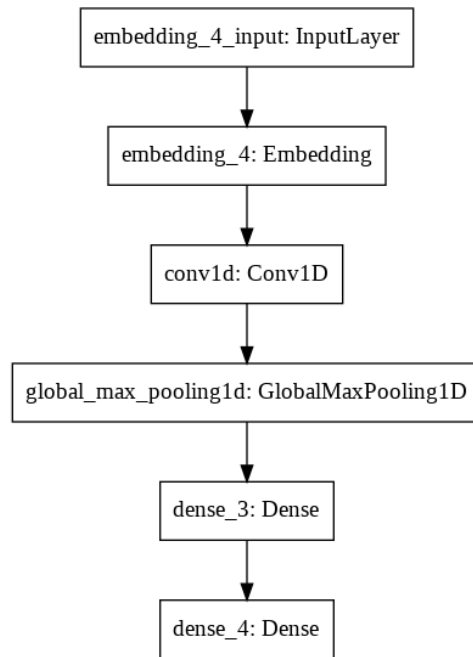 embedding_4_input: InputLayer
embedding_4: Embedding
conv1d: Conv1D
global_max_pooling1d: GlobalMaxPooling1D
dense_3: Dense
dense_4: Dense